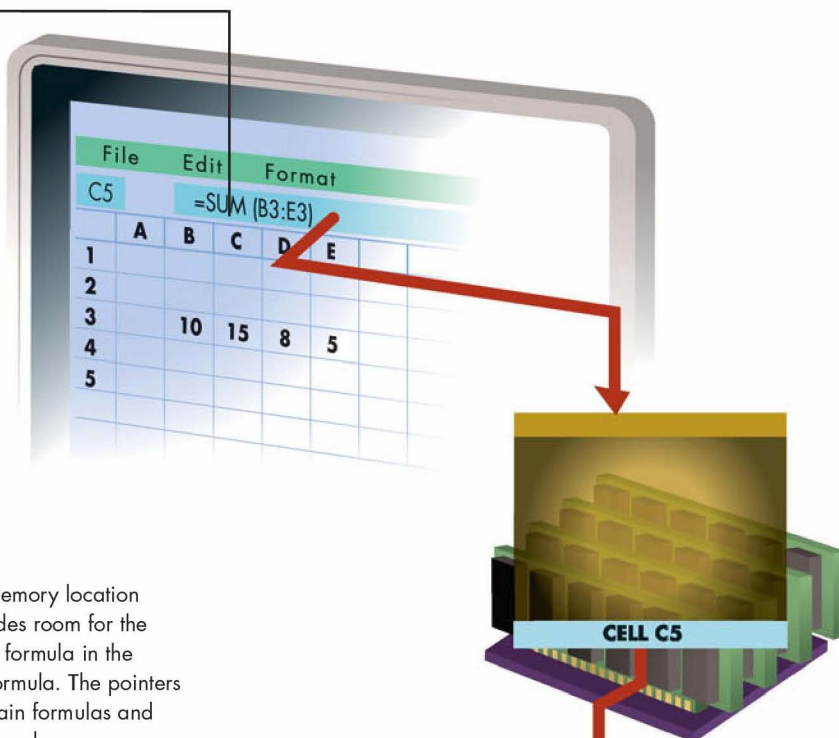 File Edit Format
C5 =SUM (B3:E3)
A B C D E
1
2
3 10 15 8 5
4
5
CELL C5
emory location
des room for the
formula in the
ormula. The pointers
ain formulas and